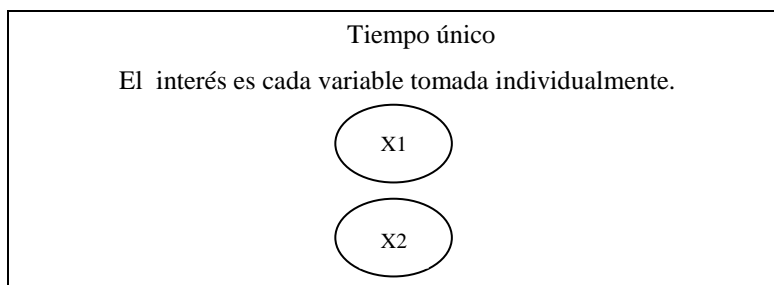 Tiempo único
El interés es cada variable tomada individualmente.
X1
X2